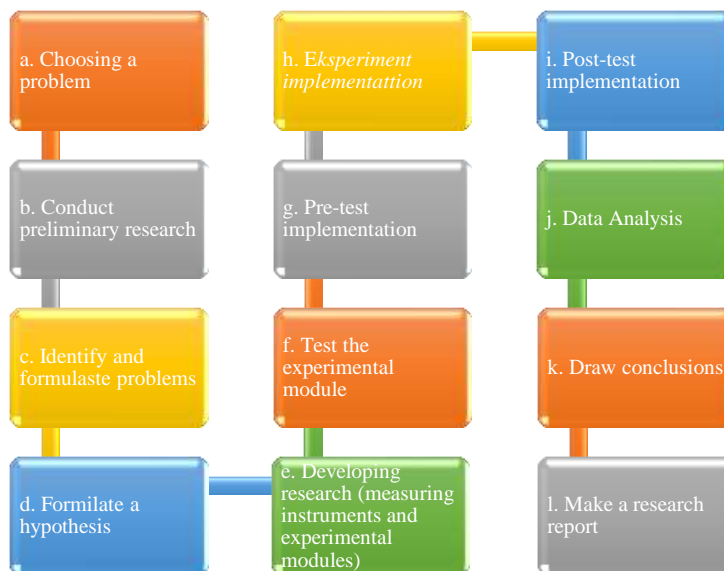 a. Choosing a
problem
b. Conduct
preliminary research
c. Identify and
formulaste problems
d. Formilate a
hypothesis
e. Developing
research (measuring
instruments and
experimental
modules)
f. Test the
experimental
module
g. Pre-test
implementation
h. Eksperiment
implementattion
i. Post-test
implementation
j. Data Analysis
k. Draw conclusions
l. Make a research
report